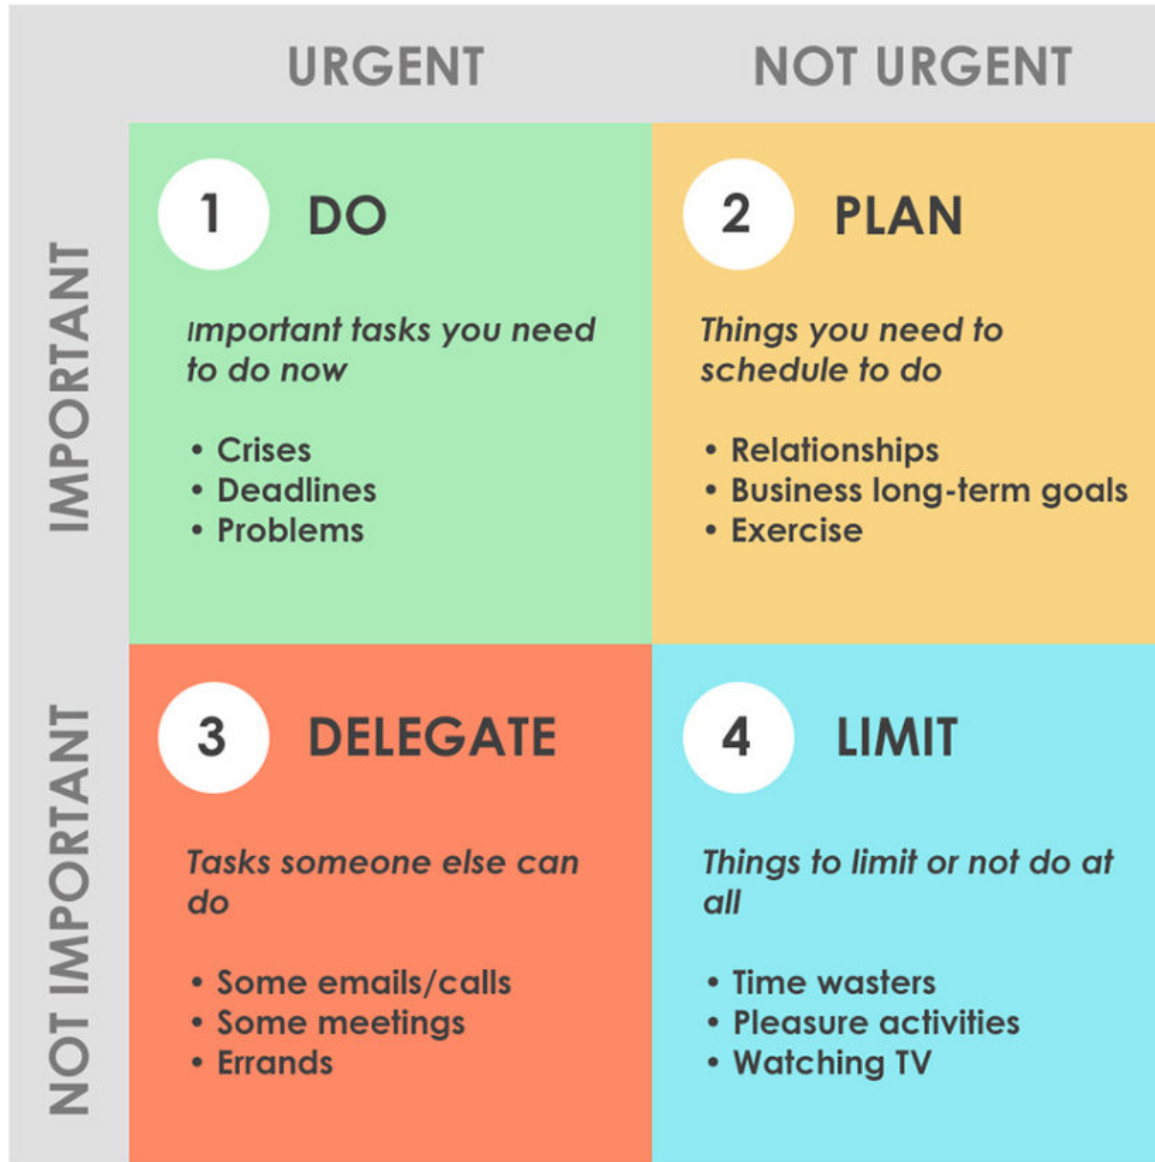 URGENT
NOT URGENT
IMPORTANT
1 DO
Important tasks you need
to do now
• Crises
• Deadlines
• Problems
2 PLAN
Things you need to
schedule to do
• Relationships
• Business long-term goals
• Exercise
NOT IMPORTANT
3 DELEGATE
Tasks someone else can
do
• Some emails/calls
• Some meetings
• Errands
4 LIMIT
Things to limit or not do at
all
• Time wasters
• Pleasure activities
• Watching TV